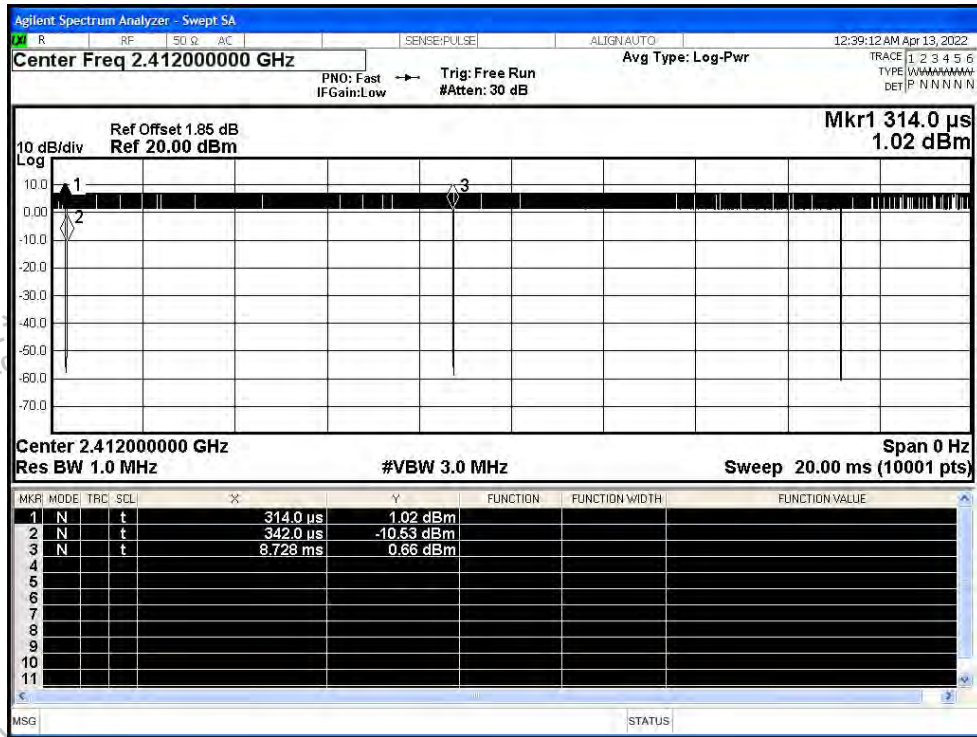 Agilent Spectrum Analyzer - Swept SA
LXI R RF 50 Ω AC SENSE:PULSE ALIGNAUTO 12:39:12 AM Apr 13, 2022
Center Freq 2.412000000 GHz
PNO: Fast
IFGain:Low
Trig: Free Run
#Atten: 30 dB
Avg Type: Log-Pwr
TRACE 1 2 3 4 5 6
TYPE
DET P N N N N N
Ref Offset 1.85 dB
10 dB/div Ref 20.00 dBm
Log
Mkr1 314.0 µs
1.02 dBm
10.0
0.00
-10.0
-20.0
-30.0
-40.0
-50.0
-60.0
-70.0
1
2
3
Center 2.412000000 GHz Span 0 Hz
Res BW 1.0 MHz #VBW 3.0 MHz Sweep 20.00 ms (10001 pts)
MKR MODE TRC SCL X Y FUNCTION FUNCTION WIDTH FUNCTION VALUE
1 N t 314.0 µs 1.02 dBm
2 N t 342.0 µs -10.53 dBm
3 N t 8.728 ms 0.66 dBm
4
5
6
7
8
9
10
11
MSG STATUS